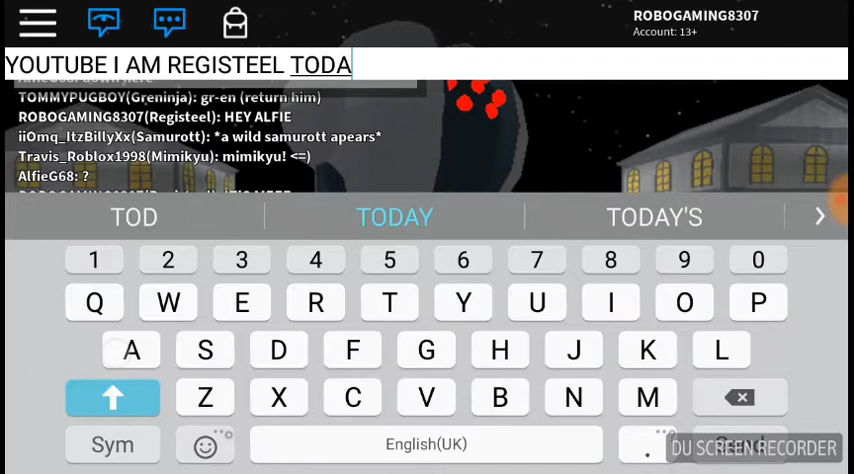 ROBOGAMING8307
Account: 13+
YOUTUBE I AM REGISTEEL TODA
TOMMYPUGBOY(Greninja): gr-en (return him)
ROBOGAMING8307(Registeel): HEY ALFIE
iiOmq_ItzBillyXx(Samurott): *a wild samurott apears*
Travis_Roblox1998(Mimikyu): mimikyu! <=)
AlfieG68: ?
TOD TODAY TODAY'S
1 2 3 4 5 6 7 8 9 0
Q W E R T Y U I O P
A S D F G H J K L
Z X C V B N M
Sym English(UK) . Send
DU SCREEN RECORDER